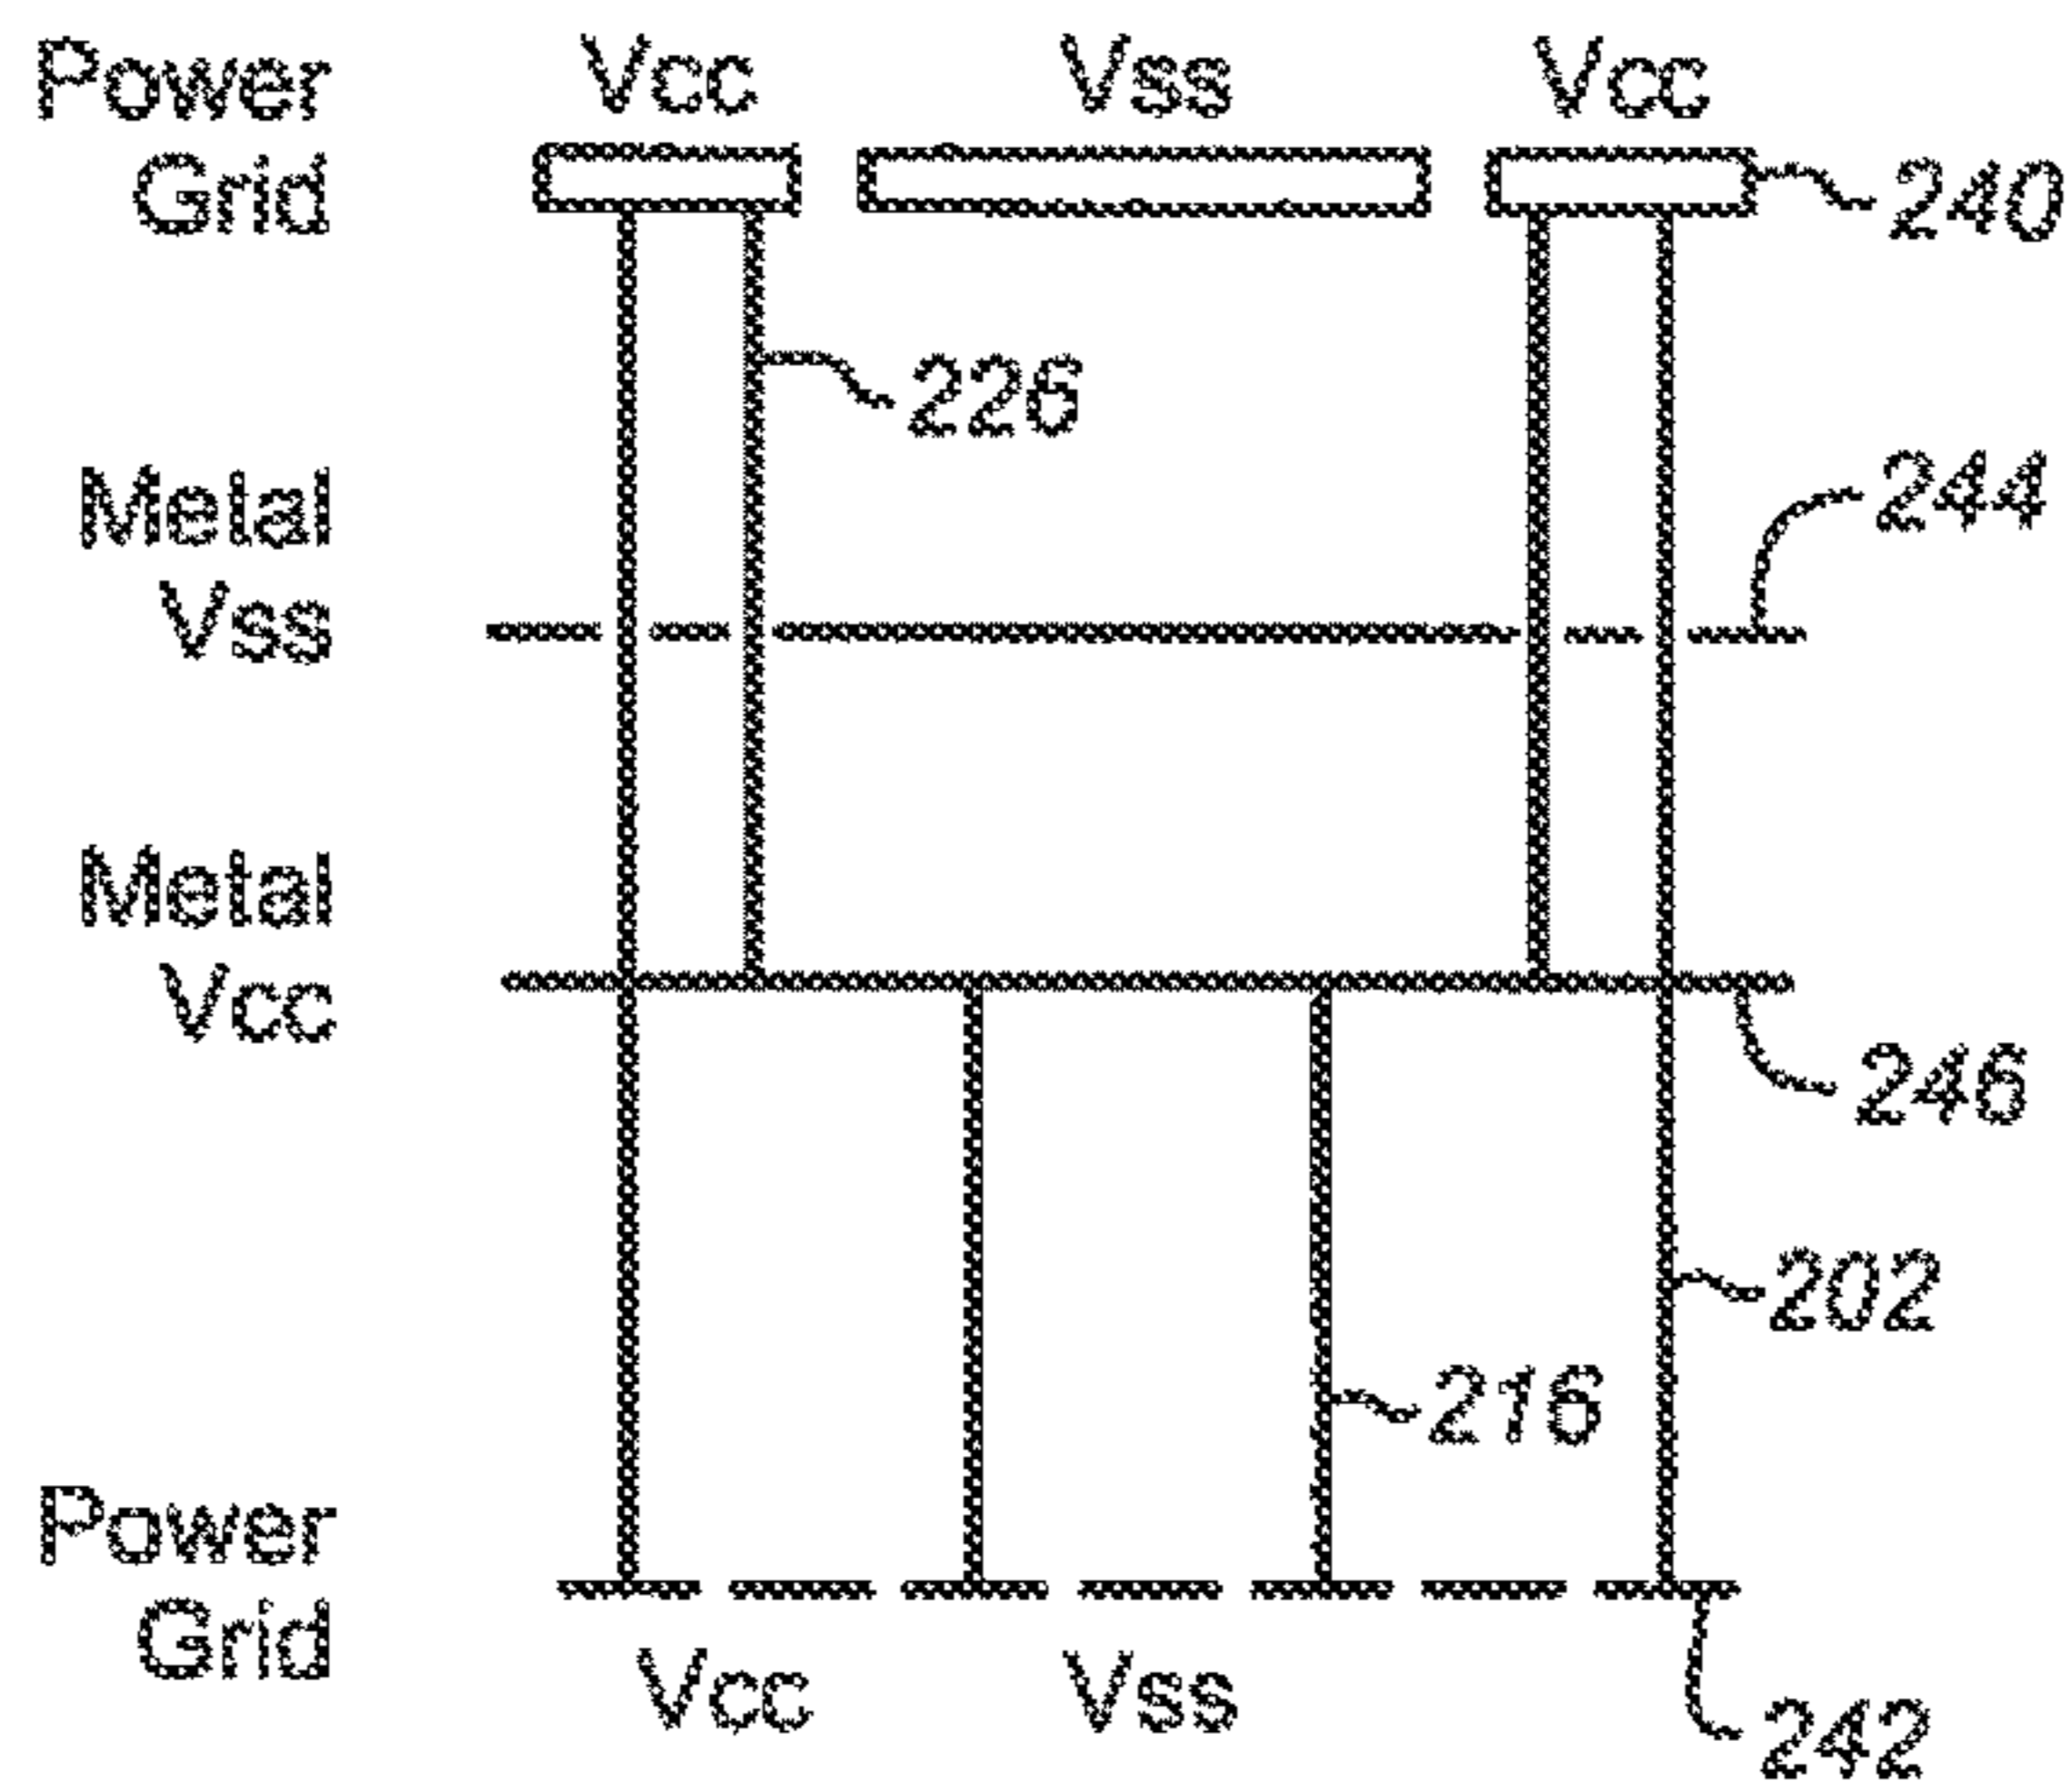 Power Grid
Vcc Vss Vcc
240
226
Metal Vss
244
Metal Vcc
246
202
216
Power Grid
Vcc Vss
242